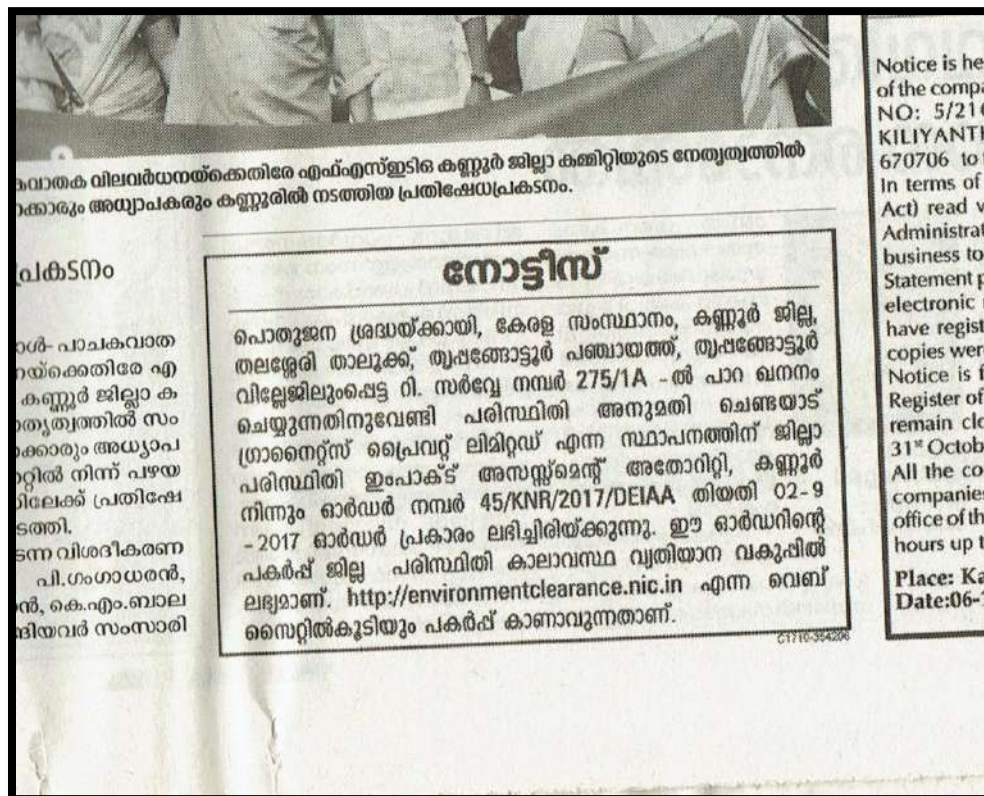 വിലവർധനയ്ക്കെതിരേ എഫ്എസ്ഇടിഒ കണ്ണൂർ ജില്ലാ കമ്മിറ്റിയുടെ നേതൃത്വത്തിൽ
അധ്യാപകരും കണ്ണൂരിൽ നടത്തിയ പ്രതിഷേധപ്രകടനം.
പ്രകടനം
പാചകവാത
യ്ക്കെതിരേ എ
കണ്ണൂർ ജില്ലാ ക
തൃത്വത്തിൽ സം
ക്കാരും അധ്യാപ
റ്റിൽ നിന്ന് പഴയ
ിലേക്ക് പ്രതിഷേ
ടത്തി.
ടന്ന വിശദീകരണ
പി.ഗംഗാധരൻ,
ൻ, കെ.എം.ബാല
ങിയവർ സംസാരി
നോട്ടീസ്
പൊതുജന ശ്രദ്ധയ്ക്കായി, കേരള സംസ്ഥാനം, കണ്ണൂർ ജില്ല,
തലശ്ശേരി താലൂക്ക്, തൃപ്പങ്ങോട്ടൂർ പഞ്ചായത്ത്, തൃപ്പങ്ങോട്ടൂർ
വില്ലേജിലുംപ്പെട്ട റി. സർവ്വേ നമ്പർ 275/1A -ൽ പാറ ഖനനം
ചെയ്യുന്നതിനുവേണ്ടി പരിസ്ഥിതി അനുമതി ചെണ്ടയാട്
ഗ്രാനൈറ്റ്സ് പ്രൈവറ്റ് ലിമിറ്റഡ് എന്ന സ്ഥാപനത്തിന് ജില്ലാ
പരിസ്ഥിതി ഇംപാക്ട് അസസ്സ്മെന്റ് അതോറിറ്റി, കണ്ണൂർ
നിന്നും ഓർഡർ നമ്പർ 45/KNR/2017/DEIAA തിയതി 02-9
-2017 ഓർഡർ പ്രകാരം ലഭിച്ചിരിയ്ക്കുന്നു. ഈ ഓർഡറിന്റെ
പകർപ്പ് ജില്ല പരിസ്ഥിതി കാലാവസ്ഥ വ്യതിയാന വകുപ്പിൽ
ലഭ്യമാണ്. http://environmentclearance.nic.in എന്ന വെബ്
സൈറ്റിൽകൂടിയും പകർപ്പ് കാണാവുന്നതാണ്.
C1710-354206
Notice is he
of the compa
NO: 5/216
KILIYANTH
670706 to
In terms of
Act) read
Administrat
business to
Statement p
electronic
have regist
copies wer
Notice is f
Register of
remain clo
31st Octob
All the co
companies
office of th
hours up t
Place: Ka
Date:06-